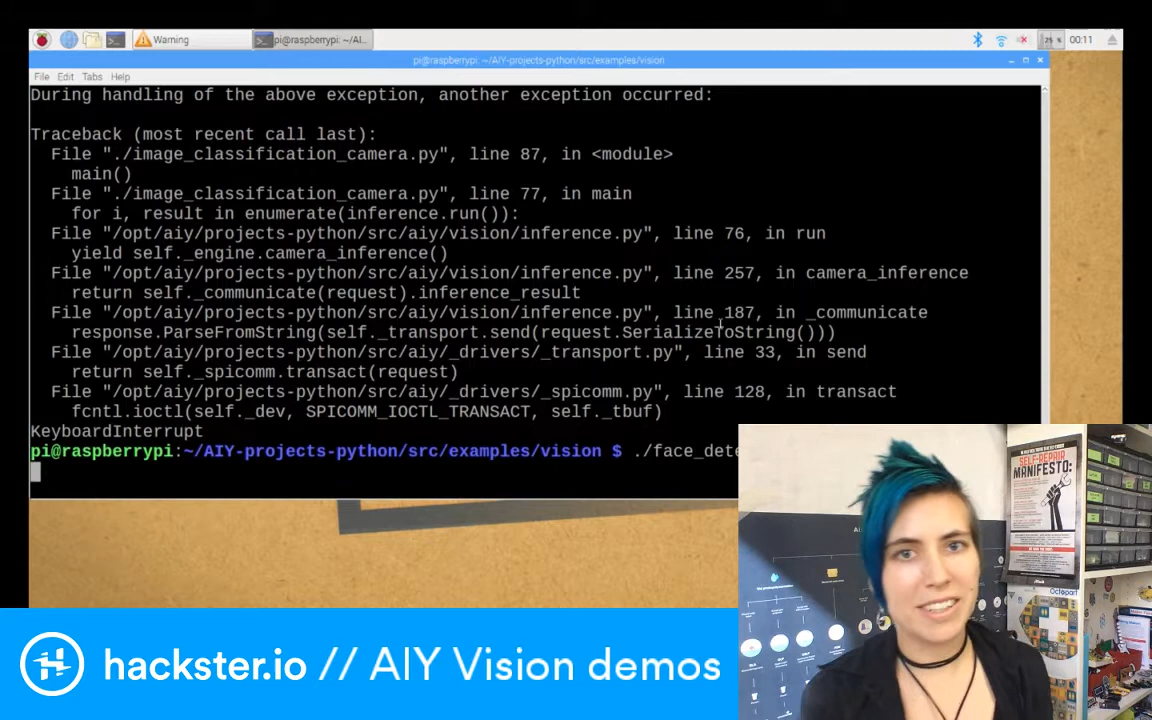 Warning
pi@raspberrypi: ~/AI...
25 %
00:11
pi@raspberrypi: ~/AIY-projects-python/src/examples/vision
File Edit Tabs Help
During handling of the above exception, another exception occurred:
Traceback (most recent call last):
File "./image_classification_camera.py", line 87, in <module>
main()
File "./image_classification_camera.py", line 77, in main
for i, result in enumerate(inference.run()):
File "/opt/aiy/projects-python/src/aiy/vision/inference.py", line 76, in run
yield self._engine.camera_inference()
File "/opt/aiy/projects-python/src/aiy/vision/inference.py", line 257, in camera_inference
return self._communicate(request).inference_result
File "/opt/aiy/projects-python/src/aiy/vision/inference.py", line 187, in _communicate
response.ParseFromString(self._transport.send(request.SerializeToString()))
File "/opt/aiy/projects-python/src/aiy/_drivers/_transport.py", line 33, in send
return self._spicomm.transact(request)
File "/opt/aiy/projects-python/src/aiy/_drivers/_spicomm.py", line 128, in transact
fcntl.ioctl(self._dev, SPICOMM_IOCTL_TRANSACT, self._tbuf)
KeyboardInterrupt
pi@raspberrypi:~/AIY-projects-python/src/examples/vision $ ./face_dete
SELF-REPAIR
MANIFESTO:
Octopart
hackster.io // AIY Vision demos